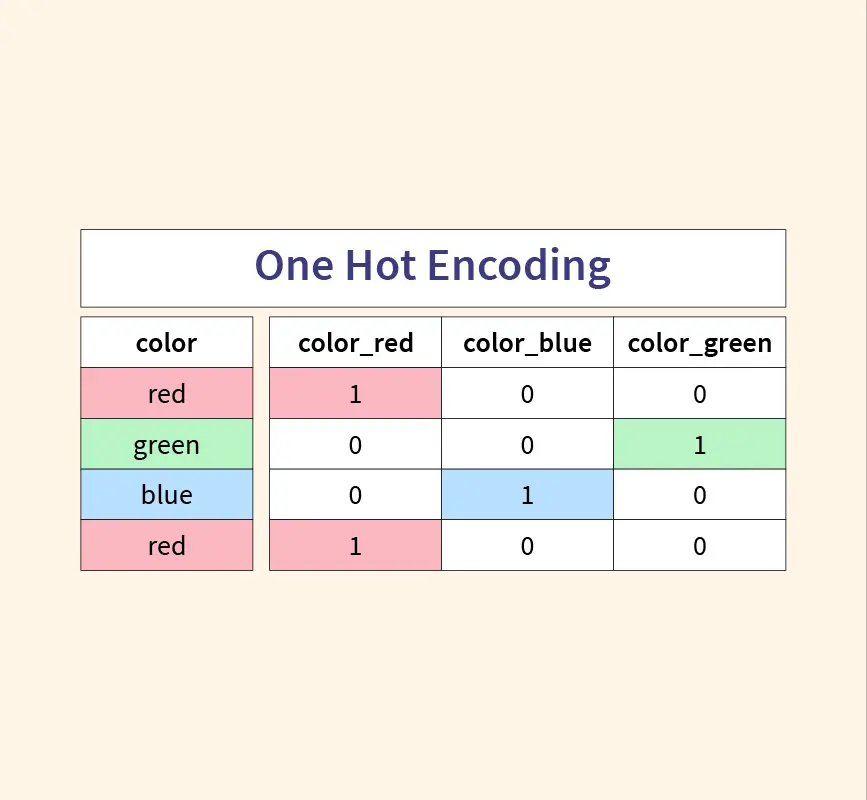 One Hot Encoding
color color_red color_blue color_green
red 1 0 0
green 0 0 1
blue 0 1 0
red 1 0 0